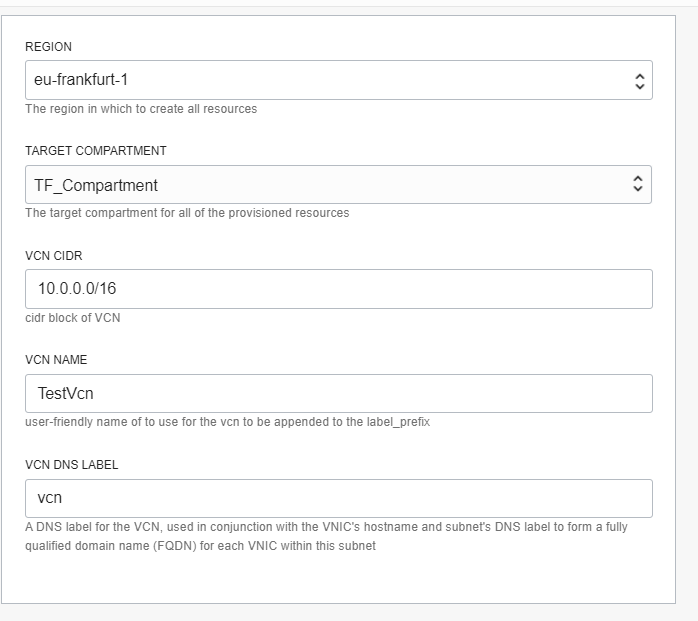 REGION
eu-frankfurt-1
The region in which to create all resources
TARGET COMPARTMENT
TF_Compartment
The target compartment for all of the provisioned resources
VCN CIDR
10.0.0.0/16
cidr block of VCN
VCN NAME
TestVcn
user-friendly name of to use for the vcn to be appended to the label_prefix
VCN DNS LABEL
vcn
A DNS label for the VCN, used in conjunction with the VNIC's hostname and subnet's DNS label to form a fully
qualified domain name (FQDN) for each VNIC within this subnet